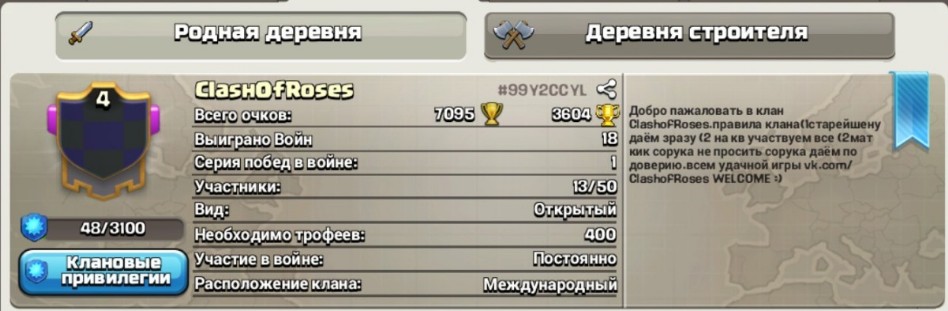 Родная деревня
Деревня строителя
4
ClashOfRoses
#99Y2CCYL
Всего очков: 7095 3604
Выиграно Войн 18
Серия побед в войне: 1
Участники: 13/50
Вид: Открытый
Необходимо трофеев: 400
Участие в войне: Постоянно
Расположение клана: Международный
48/3100
Клановые
привилегии
Добро пажаловать в клан
ClashofRoses.правила клана(1старейшену
даём зразу (2 на кв участвуем все (2мат
кик сорука не просить сорука даём по
доверию.всем удачной игры vk.com/
ClashofRoses WELCOME :)